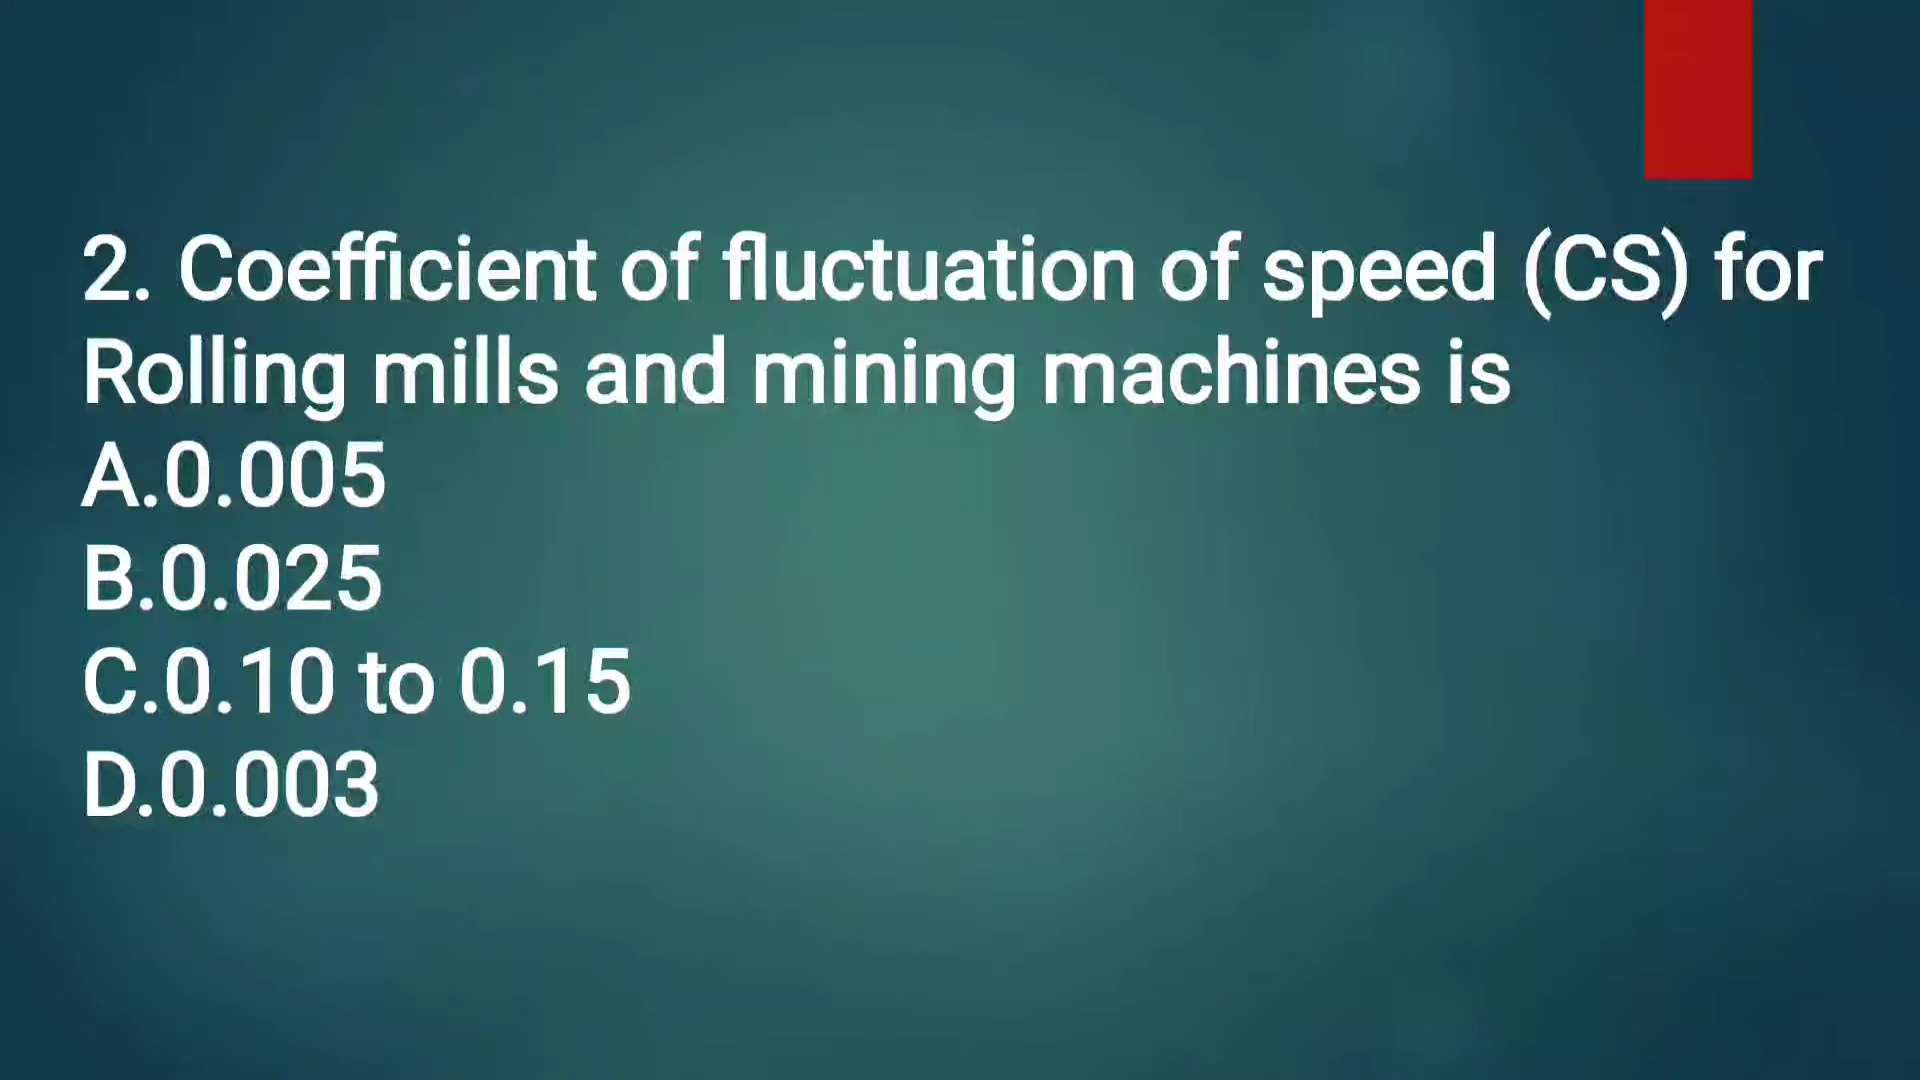 2. Coefficient of fluctuation of speed (CS) for
Rolling mills and mining machines is
A.0.005
B.0.025
C.0.10 to 0.15
D.0.003